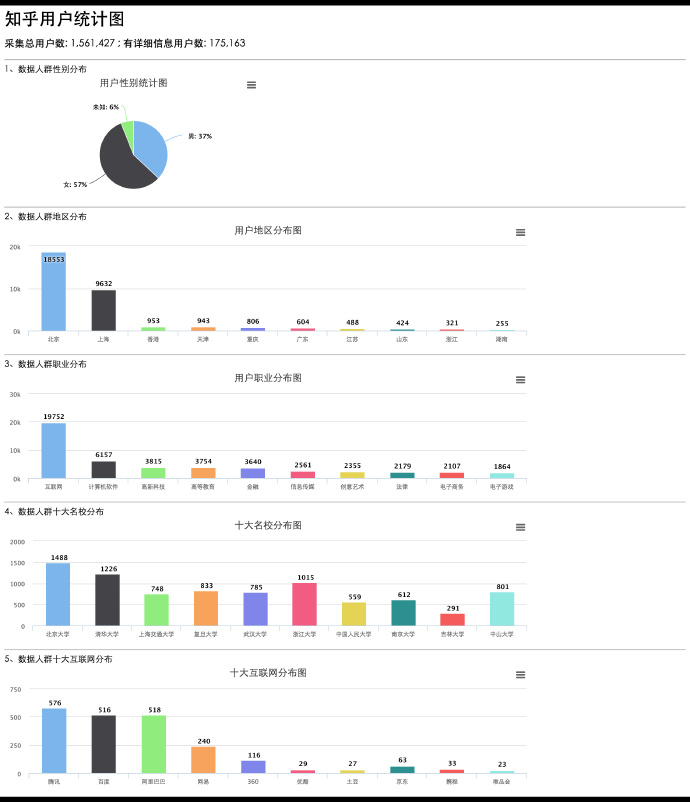 知乎用户统计图
采集总用户数: 1,561,427 ; 有详细信息用户数: 175,163
1、数据人群性别分布
用户性别统计图
未知: 6%
男: 37%
女: 57%
2、数据人群地区分布
用户地区分布图
20k
10k
0k
18553
9632
953
943
806
604
488
424
321
255
北京
上海
香港
天津
重庆
广东
江苏
山东
浙江
湖南
3、数据人群职业分布
用户职业分布图
30k
20k
10k
0k
19752
6157
3815
3754
3640
2561
2355
2179
2107
1864
互联网
计算机软件
高新科技
高等教育
金融
信息传媒
创意艺术
法律
电子商务
电子游戏
4、数据人群十大名校分布
十大名校分布图
2000
1500
1000
500
0
1488
1226
748
833
785
1015
559
612
291
801
北京大学
清华大学
上海交通大学
复旦大学
武汉大学
浙江大学
中国人民大学
南京大学
吉林大学
中山大学
5、数据人群十大互联网分布
十大互联网分布图
750
500
250
0
576
516
518
240
116
29
27
63
33
23
腾讯
百度
阿里巴巴
网易
360
优酷
土豆
京东
唯品会